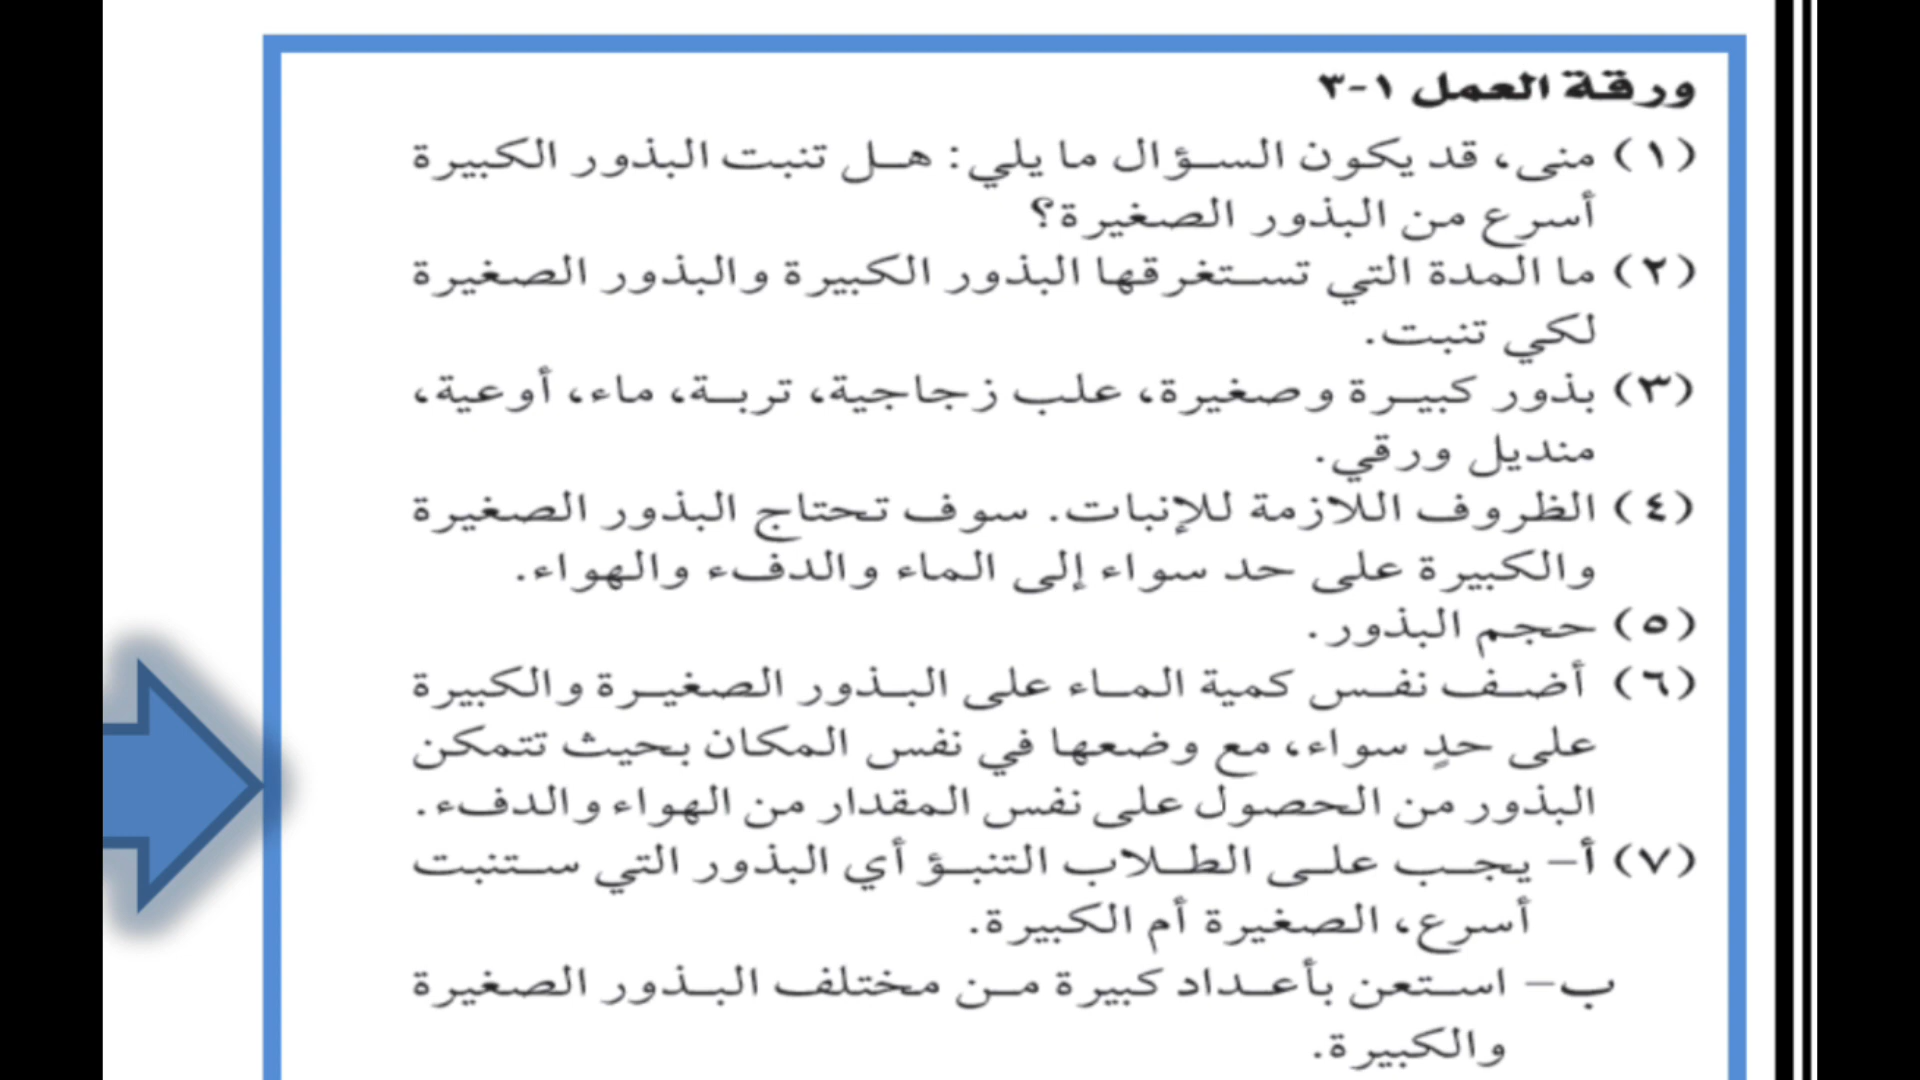 ورقة العمل ١-٣
(١) منى، قد يكون السؤال ما يلي: هل تنبت البذور الكبيرة
أسرع من البذور الصغيرة؟
(٢) ما المدة التي تستغرقها البذور الكبيرة والبذور الصغيرة
لكي تنبت.
(٣) بذور كبيرة وصغيرة، علب زجاجية، تربة، ماء، أوعية،
منديل ورقي.
(٤) الظروف اللازمة للإنبات. سوف تحتاج البذور الصغيرة
والكبيرة على حد سواء إلى الماء والدفء والهواء.
(٥) حجم البذور.
(٦) أضف نفس كمية الماء على البذور الصغيرة والكبيرة
على حدٍ سواء، مع وضعها في نفس المكان بحيث تتمكن
البذور من الحصول على نفس المقدار من الهواء والدفء.
(٧) أ- يجب على الطلاب التنبؤ أي البذور التي ستنبت
أسرع، الصغيرة أم الكبيرة.
ب- استعن بأعداد كبيرة من مختلف البذور الصغيرة
والكبيرة.